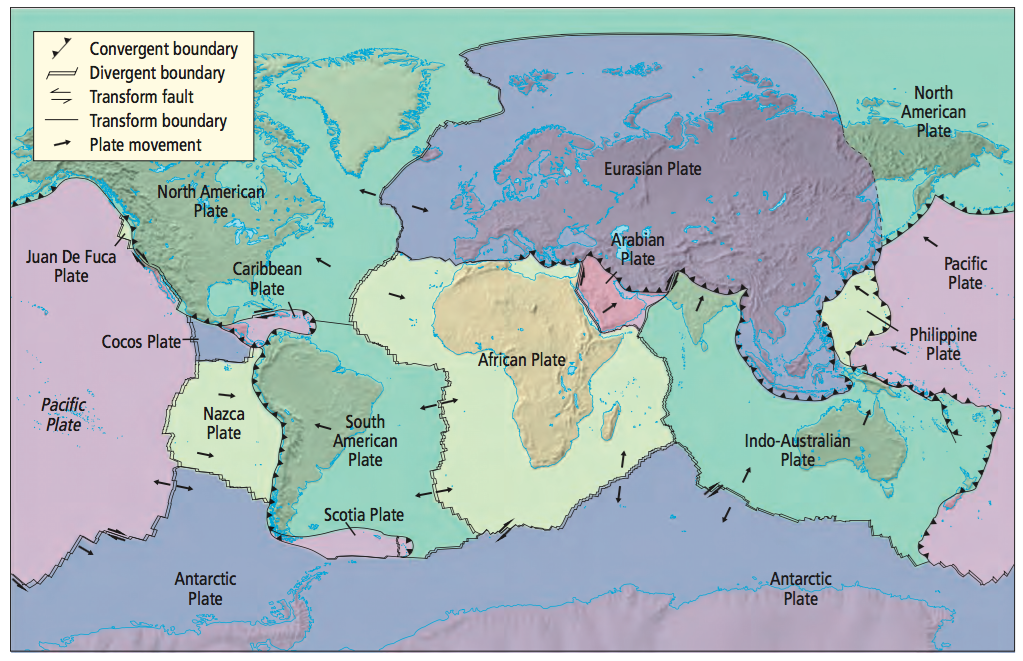 Convergent boundary
Divergent boundary
Transform fault
Transform boundary
Plate movement
North
American
Plate
Eurasian Plate
North American
Plate
Arabian
Plate
Juan De Fuca
Plate
Caribbean
Plate
Pacific
Plate
Cocos Plate
Philippine
Plate
African Plate
Pacific
Plate
Nazca
Plate
South
American
Plate
Indo-Australian
Plate
Scotia Plate
Antarctic
Plate
Antarctic
Plate